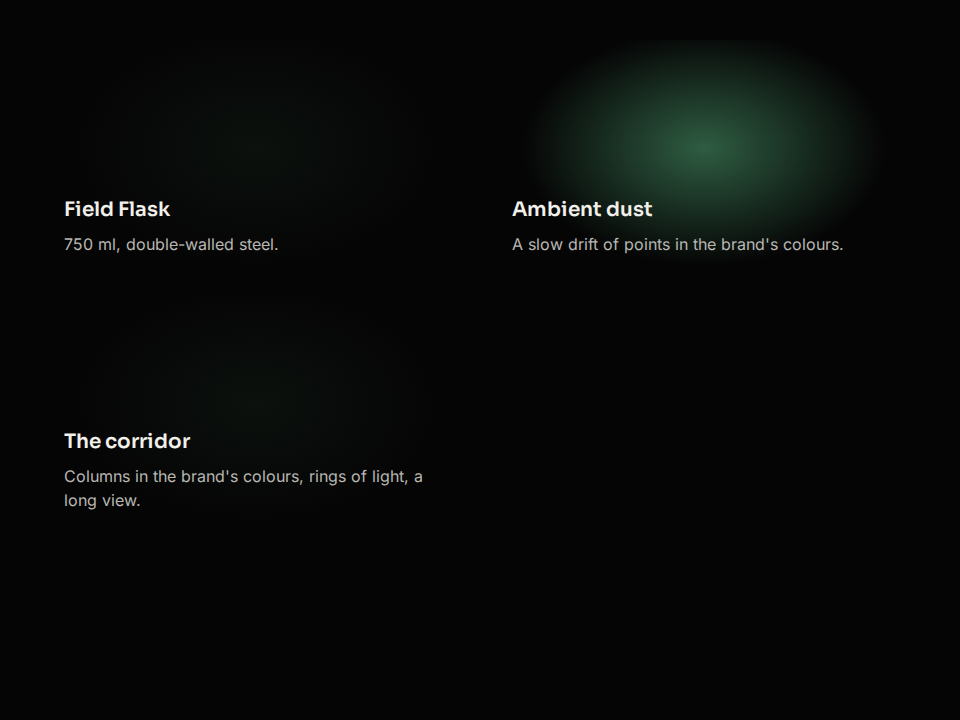 Field Flask
750 ml, double-walled steel.
Ambient dust
A slow drift of points in the brand's colours.
The corridor
Columns in the brand's colours, rings of light, a
long view.